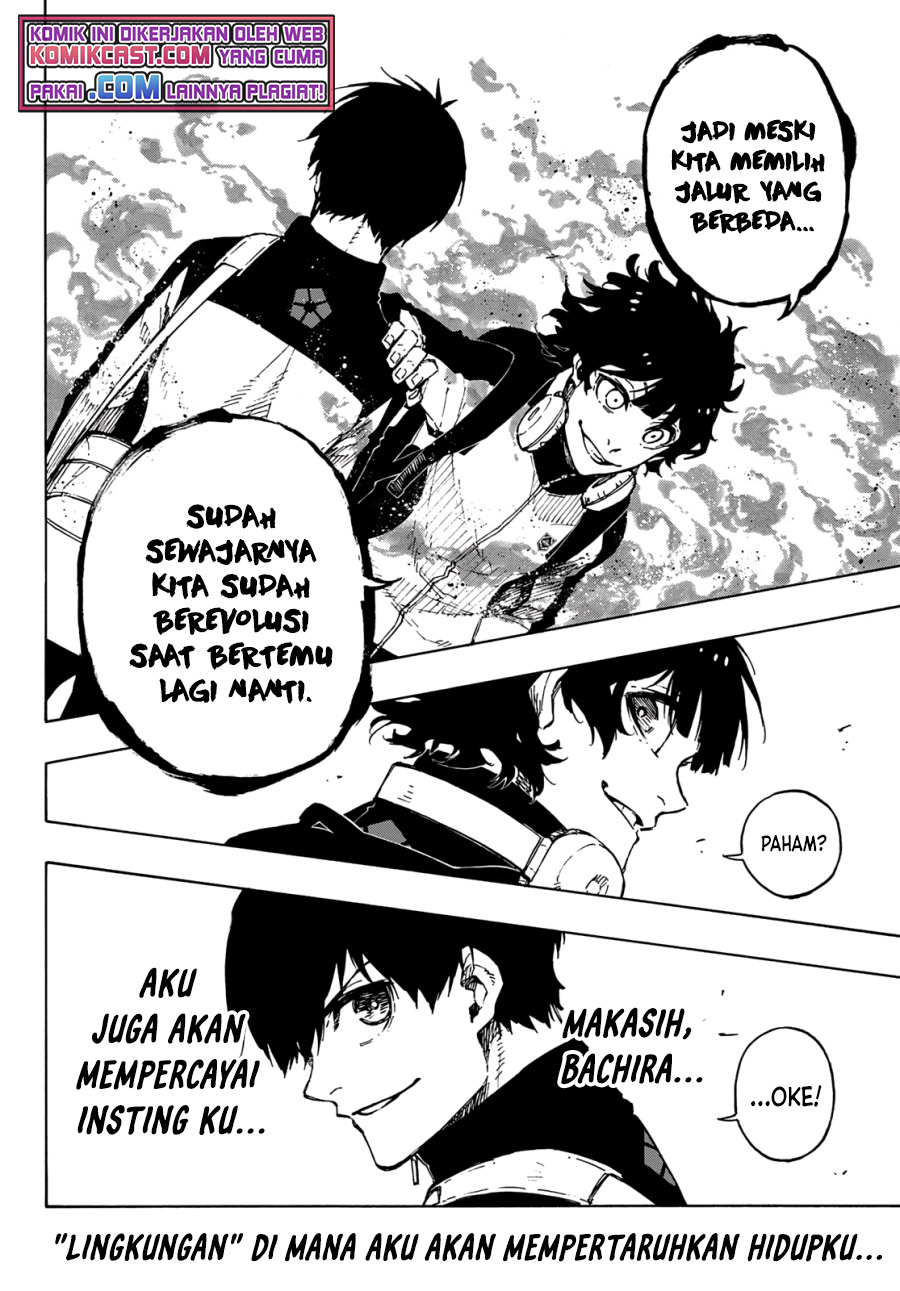 KOMIK INI DIKERJAKAN OLEH WEB
KOMIKCAST.COM YANG CUMA
PAKAI .COM LAINNYA PLAGIAT!
JADI MESKI
KITA MEMILIH
JALUR YANG
BERBEDA...
SUDAH
SEWAJARNYA
KITA SUDAH
BEREVOLUSI
SAAT BERTEMU
LAGI NANTI.
PAHAM?
MAKASIH,
BACHIRA...
...OKE!
AKU
JUGA AKAN
MEMPERCAYAI
INSTING KU...
"LINGKUNGAN" DI MANA AKU AKAN MEMPERTARUHKAN HIDUPKU...